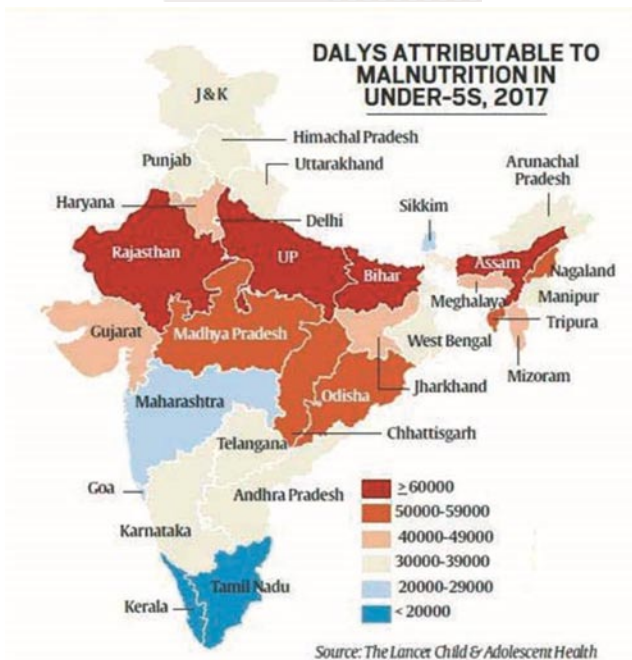 DALYS ATTRIBUTABLE TO
MALNUTRITION IN
UNDER-5S, 2017
J&K
Himachal Pradesh
Punjab
Uttarakhand
Arunachal
Pradesh
Haryana
Delhi
Sikkim
Rajasthan
UP
Bihar
Assam
Nagaland
Meghalaya
Manipur
Gujarat
Madhya Pradesh
Tripura
West Bengal
Mizoram
Jharkhand
Odisha
Maharashtra
Chhattisgarh
Telangana
Goa
Andhra Pradesh
Karnataka
Tamil Nadu
Kerala
≥60000
50000-59000
40000-49000
30000-39000
20000-29000
<20000
Source: The Lancet Child & Adolescent Health